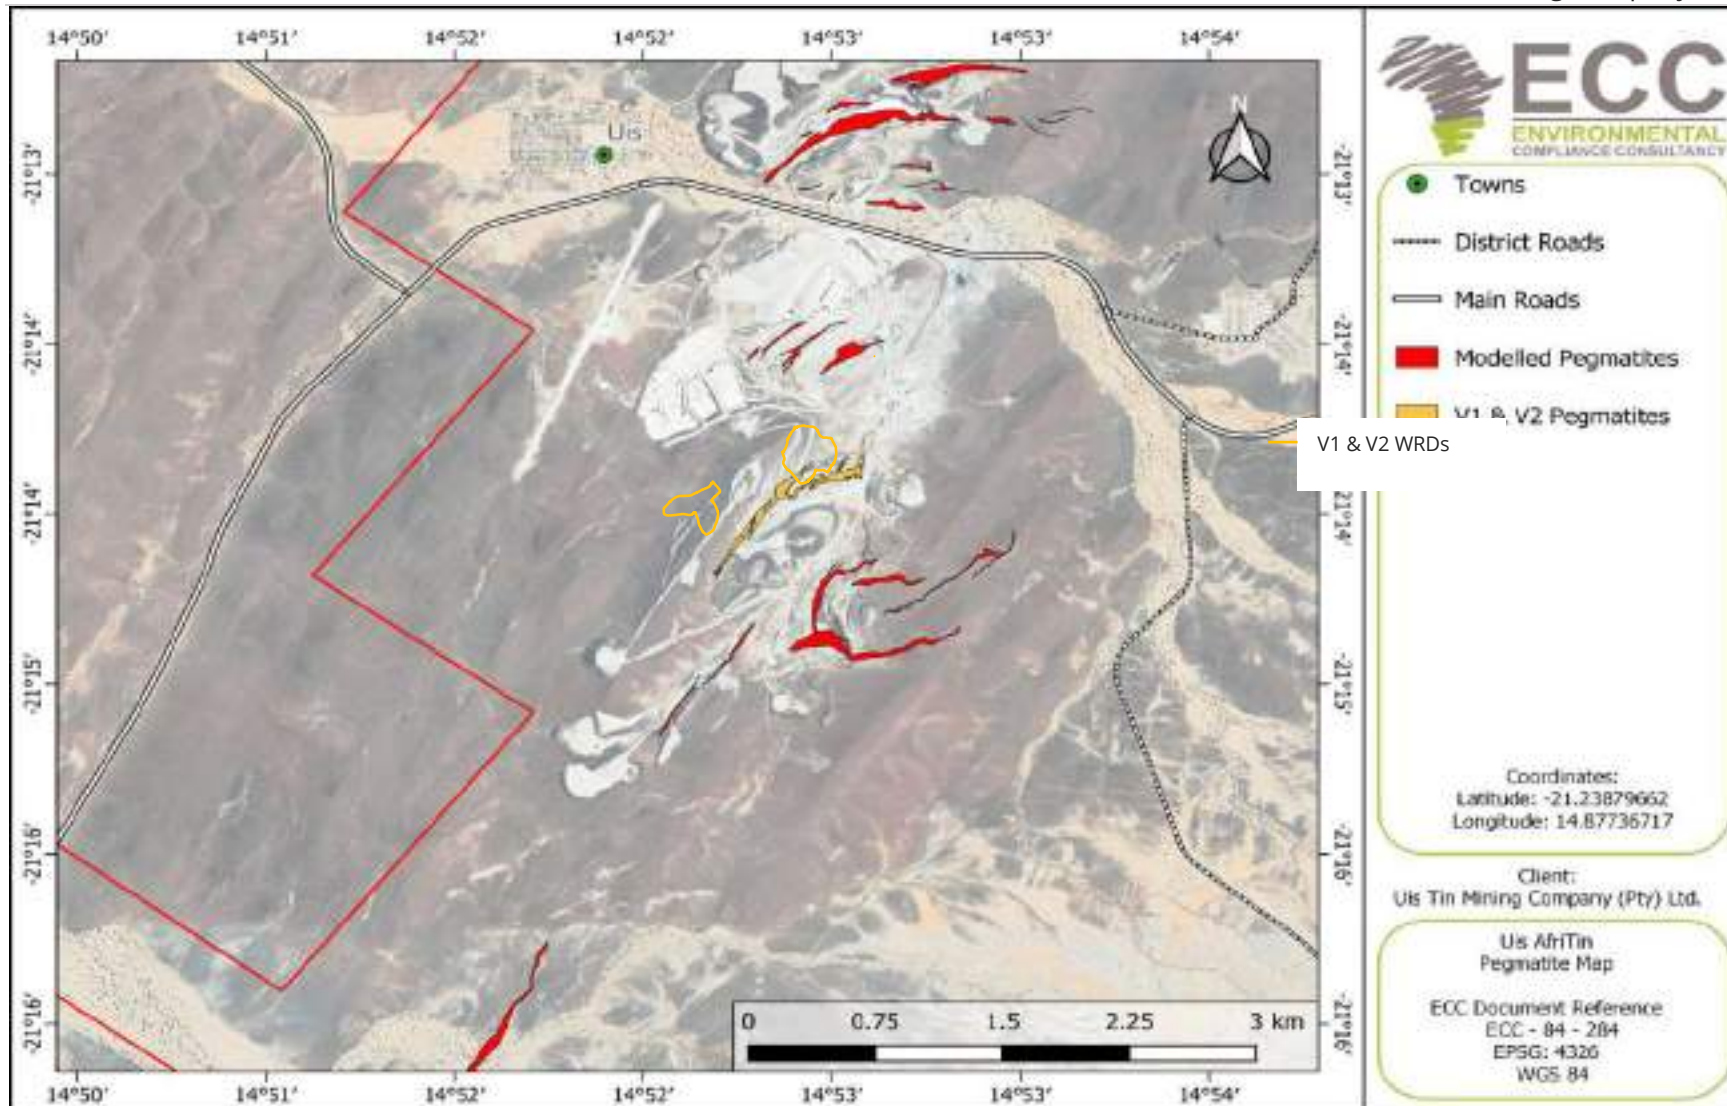 14°50' 14°51' 14°52' 14°52' 14°53' 14°53' 14°54'
-21°13' -21°14' -21°14' -21°15' -21°16' -21°16'
Uis
N
-21°13' -21°14' -21°14' -21°15' -21°16' -21°16'
0 0.75 1.5 2.25 3 km
14°50' 14°51' 14°52' 14°52' 14°53' 14°53' 14°54'
ECC
ENVIRONMENTAL
COMPLIANCE CONSULTANCY
Towns
District Roads
Main Roads
Modelled Pegmatites
V1 & V2 Pegmatites
V1 & V2 WRDs
Coordinates:
Latitude: -21.23879662
Longitude: 14.87736717
Client:
Uis Tin Mining Company (Pty) Ltd.
Uis AfriTin
Pegmatite Map
ECC Document Reference
ECC - 84 - 284
EPSG: 4326
WGS 84